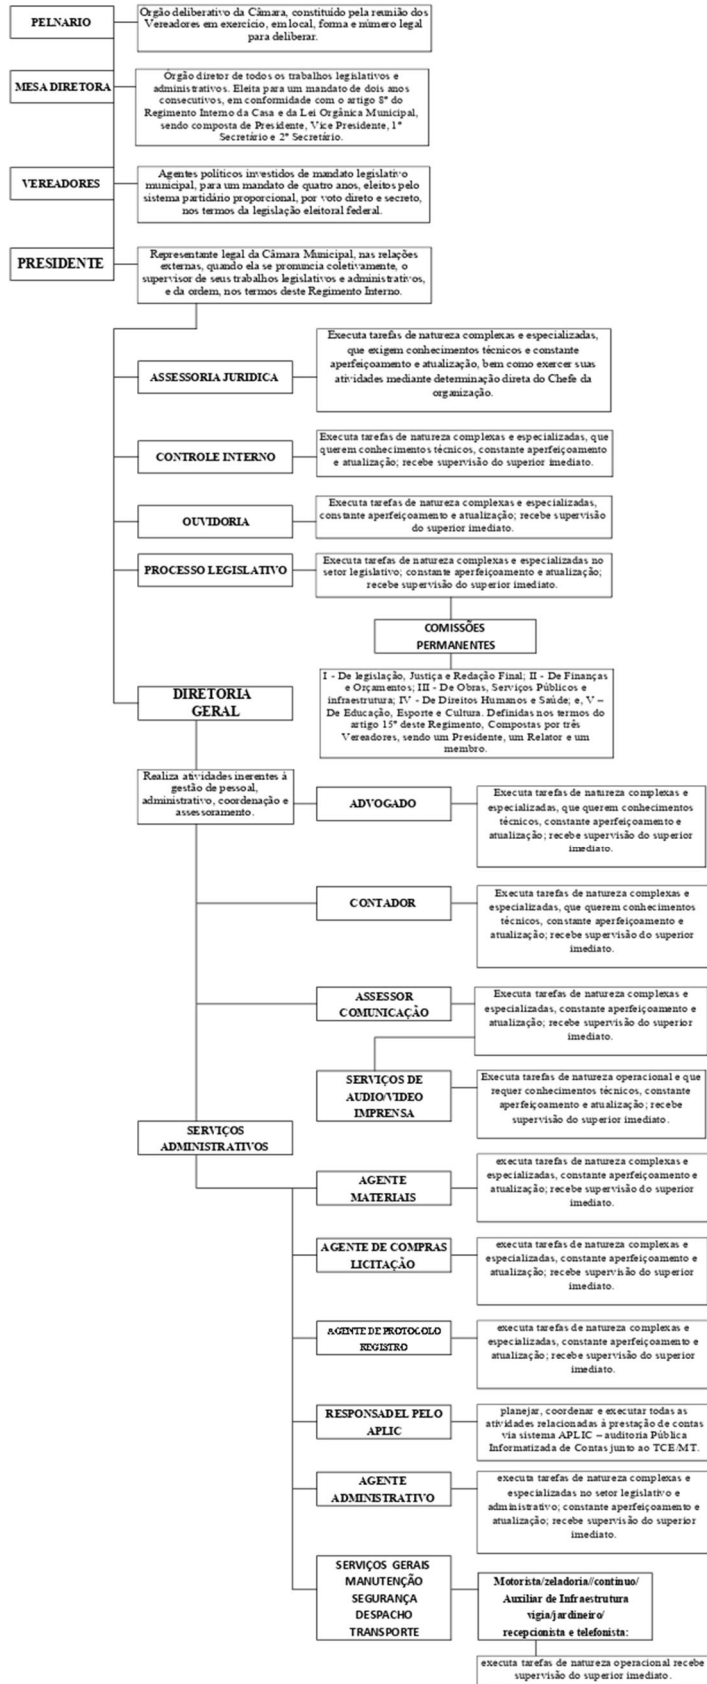 PELNARIO
Orgão deliberativo da Câmara, constituído pela reunião dos
Vereadores em exercício, em local, forma e número legal
para deliberar.
MESA DIRETORA
Órgão diretor de todos os trabalhos legislativos e
administrativos. Eleita para um mandato de dois anos
consecutivos, em conformidade com o artigo 8º do
Regimento Interno da Casa e da Lei Orgânica Municipal,
sendo composta de Presidente, Vice Presidente, 1º
Secretário e 2º Secretário.
VEREADORES
Agentes políticos investidos de mandato legislativo
municipal, para um mandato de quatro anos, eleitos pelo
sistema partidário proporcional, por voto direto e secreto,
nos termos da legislação eleitoral federal.
PRESIDENTE
Representante legal da Câmara Municipal, nas relações
externas, quando ela se pronuncia coletivamente, o
supervisor de seus trabalhos legislativos e administrativos,
e da ordem, nos termos deste Regimento Interno.
ASSESSORIA JURIDICA
Executa tarefas de natureza complexas e especializadas,
que exigem conhecimentos técnicos e constante
aperfeiçoamento e atualização, bem como exercer suas
atividades mediante determinação direta do Chefe da
organização.
CONTROLE INTERNO
Executa tarefas de natureza complexas e especializadas, que
querem conhecimentos técnicos, constante aperfeiçoamento
e atualização; recebe supervisão do superior imediato.
OUVIDORIA
Executa tarefas de natureza complexas e especializadas,
constante aperfeiçoamento e atualização; recebe supervisão
do superior imediato.
PROCESSO LEGISLATIVO
Executa tarefas de natureza complexas e especializadas no
setor legislativo; constante aperfeiçoamento e atualização;
recebe supervisão do superior imediato.
COMISSÕES
PERMANENTES
I - De legislação, Justiça e Redação Final; II - De Finanças
e Orçamentos; III - De Obras, Serviços Públicos e
infraestrutura; IV - De Direitos Humanos e Saúde; e, V –
De Educação, Esporte e Cultura. Definidas nos termos do
artigo 15º deste Regimento, Compostas por três
Vereadores, sendo um Presidente, um Relator e um
membro.
DIRETORIA
GERAL
Realiza atividades inerentes à
gestão de pessoal,
administrativo, coordenação e
assessoramento.
ADVOGADO
Executa tarefas de natureza complexas e
especializadas, que querem conhecimentos
técnicos, constante aperfeiçoamento e
atualização; recebe supervisão do superior
imediato.
CONTADOR
Executa tarefas de natureza complexas e
especializadas, que querem conhecimentos
técnicos, constante aperfeiçoamento e
atualização; recebe supervisão do superior
imediato.
ASSESSOR
COMUNICAÇÃO
Executa tarefas de natureza complexas e
especializadas, constante aperfeiçoamento e
atualização; recebe supervisão do superior
imediato.
SERVIÇOS DE
AUDIO/VIDEO
IMPRENSA
Executa tarefas de natureza operacional e que
requer conhecimentos técnicos, constante
aperfeiçoamento e atualização; recebe
supervisão do superior imediato.
SERVIÇOS
ADMINISTRATIVOS
AGENTE
MATERIAIS
executa tarefas de natureza complexas e
especializadas, constante aperfeiçoamento e
atualização; recebe supervisão do superior
imediato.
AGENTE DE COMPRAS
LICITAÇÃO
executa tarefas de natureza complexas e
especializadas, constante aperfeiçoamento e
atualização; recebe supervisão do superior
imediato.
AGENTE DE PROTOCOLO
REGISTRO
executa tarefas de natureza complexas e
especializadas, constante aperfeiçoamento e
atualização; recebe supervisão do superior
imediato.
RESPONSADEL PELO
APLIC
planejar, coordenar e executar todas as
atividades relacionadas à prestação de contas
via sistema APLIC – auditoria Pública
Informatizada de Contas junto ao TCE/MT.
AGENTE
ADMINISTRATIVO
executa tarefas de natureza complexas e
especializadas no setor legislativo e
administrativo; constante aperfeiçoamento e
atualização; recebe supervisão do superior
imediato.
SERVIÇOS GERAIS
MANUTENÇÃO
SEGURANÇA
DESPACHO
TRANSPORTE
Motorista/zeladoria//continuo/
Auxiliar de Infraestrutura
vigia/jardineiro/
recepcionista e telefonista:
executa tarefas de natureza operacional recebe
supervisão do superior imediato.